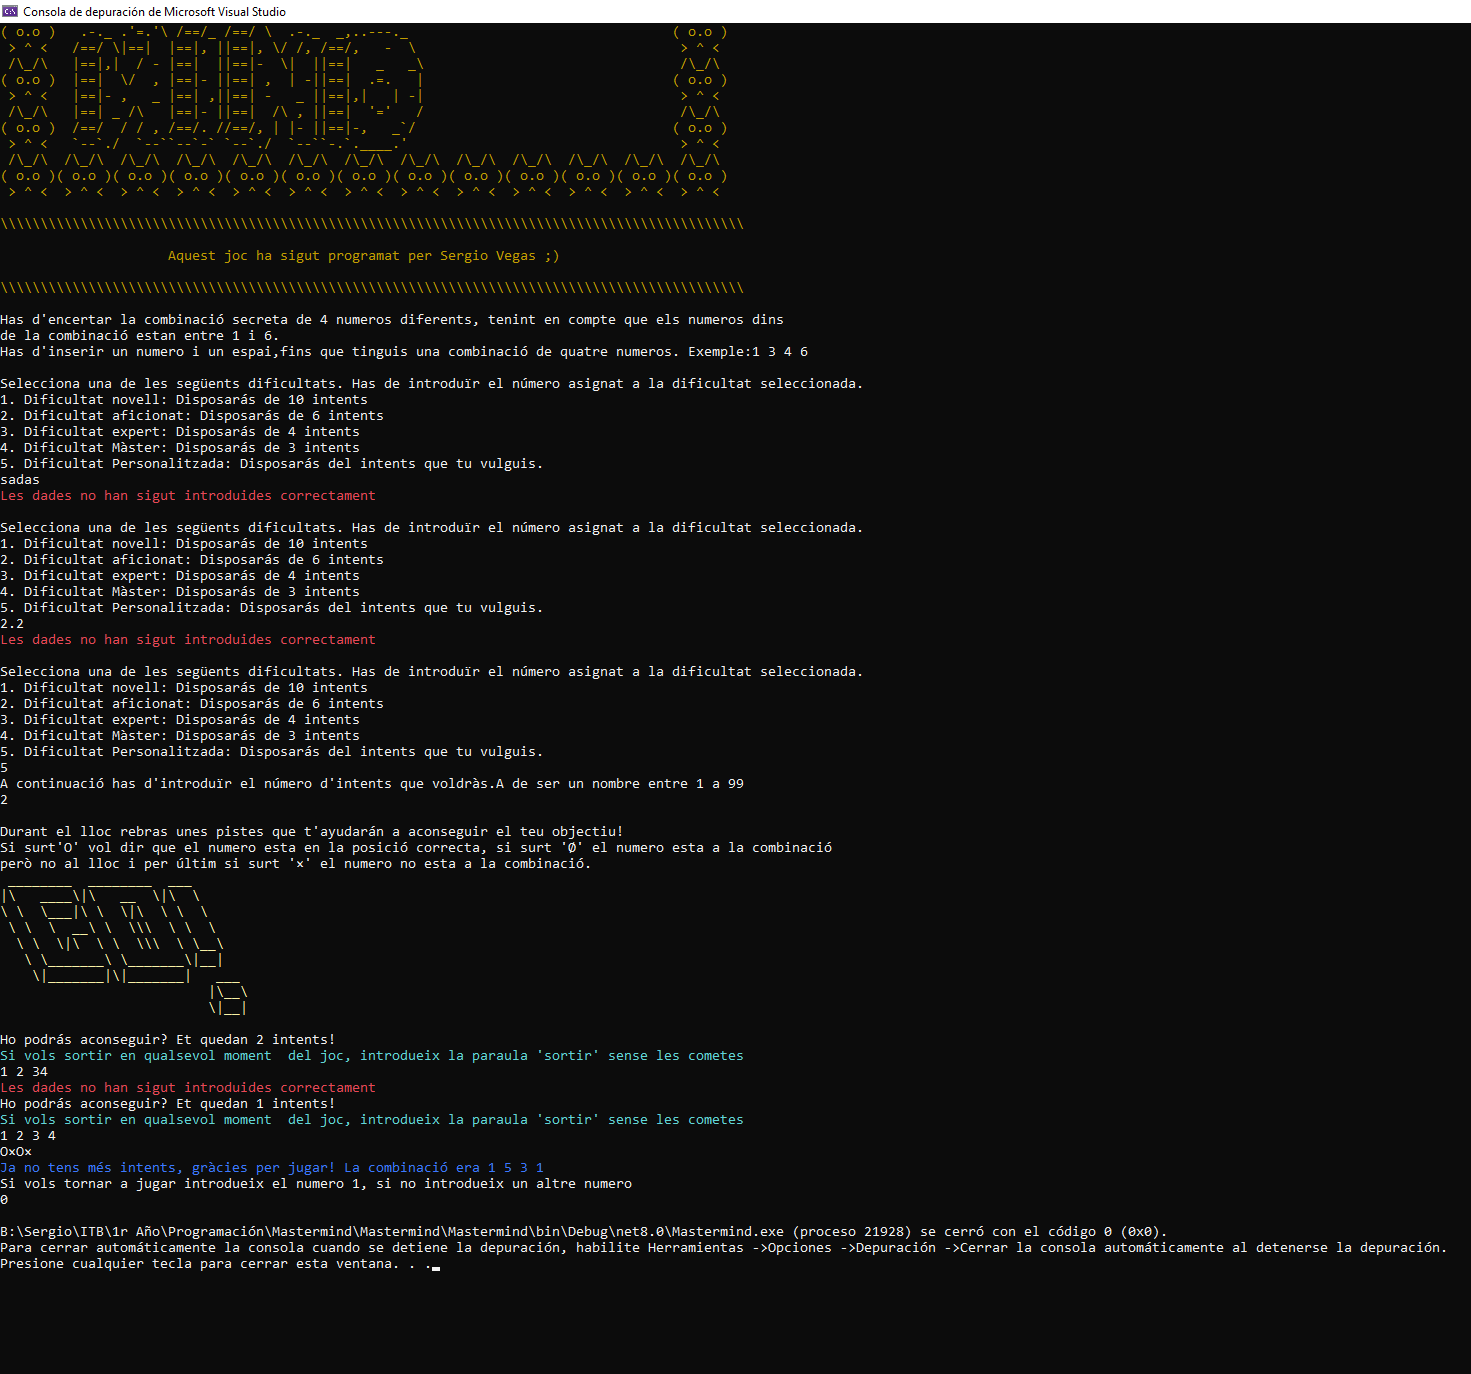 Consola de depuración de Microsoft Visual Studio
( o.o )   .-._ .'=.'\ /==/_ /==/ \  .-._  _,..---._                                 ( o.o )
 > ^ <   /==/ \|==|  |==|, ||==|, \/ /, /==/,   -  \                                 > ^ <
 /\_/\   |==|,|  / - |==|  ||==|-  \|  ||==|   _   _\                                /\_/\
( o.o )  |==|  \/  , |==|- ||==| ,  | -||==|  .=.   |                               ( o.o )
 > ^ <   |==|- ,   _ |==| ,||==| -   _ ||==|,|   | -|                                > ^ <
 /\_/\   |==| _ /\   |==|- ||==|  /\ , ||==|  '='   /                                /\_/\
( o.o )  /==/  / / , /==/. //==/, | |- ||==|-,   _`/                                ( o.o )
 > ^ <   `--`./  `--``--`-` `--`./  `--``-.`.____.'                                  > ^ <
 /\_/\  /\_/\  /\_/\  /\_/\  /\_/\  /\_/\  /\_/\  /\_/\  /\_/\  /\_/\  /\_/\  /\_/\  /\_/\
( o.o )( o.o )( o.o )( o.o )( o.o )( o.o )( o.o )( o.o )( o.o )( o.o )( o.o )( o.o )( o.o )
 > ^ <  > ^ <  > ^ <  > ^ <  > ^ <  > ^ <  > ^ <  > ^ <  > ^ <  > ^ <  > ^ <  > ^ <  > ^ <
\\\\\\\\\\\\\\\\\\\\\\\\\\\\\\\\\\\\\\\\\\\\\\\\\\\\\\\\\\\\\\\\\\\\\\\\\\\\\\\\\\\\\\\\\\\\\
Aquest joc ha sigut programat per Sergio Vegas ;)
\\\\\\\\\\\\\\\\\\\\\\\\\\\\\\\\\\\\\\\\\\\\\\\\\\\\\\\\\\\\\\\\\\\\\\\\\\\\\\\\\\\\\\\\\\\\\
Has d'encertar la combinació secreta de 4 numeros diferents, tenint en compte que els numeros dins
de la combinació estan entre 1 i 6.
Has d'inserir un numero i un espai,fins que tinguis una combinació de quatre numeros. Exemple:1 3 4 6
Selecciona una de les següents dificultats. Has de introduïr el número asignat a la dificultat seleccionada.
1. Dificultat novell: Disposarás de 10 intents
2. Dificultat aficionat: Disposarás de 6 intents
3. Dificultat expert: Disposarás de 4 intents
4. Dificultat Màster: Disposarás de 3 intents
5. Dificultat Personalitzada: Disposarás del intents que tu vulguis.
sadas
Les dades no han sigut introduides correctament
Selecciona una de les següents dificultats. Has de introduïr el número asignat a la dificultat seleccionada.
1. Dificultat novell: Disposarás de 10 intents
2. Dificultat aficionat: Disposarás de 6 intents
3. Dificultat expert: Disposarás de 4 intents
4. Dificultat Màster: Disposarás de 3 intents
5. Dificultat Personalitzada: Disposarás del intents que tu vulguis.
2.2
Les dades no han sigut introduides correctament
Selecciona una de les següents dificultats. Has de introduïr el número asignat a la dificultat seleccionada.
1. Dificultat novell: Disposarás de 10 intents
2. Dificultat aficionat: Disposarás de 6 intents
3. Dificultat expert: Disposarás de 4 intents
4. Dificultat Màster: Disposarás de 3 intents
5. Dificultat Personalitzada: Disposarás del intents que tu vulguis.
5
A continuació has d'introduïr el número d'intents que voldràs.A de ser un nombre entre 1 a 99
2
Durant el lloc rebras unes pistes que t'ayudarán a aconseguir el teu objectiu!
Si surt'O' vol dir que el numero esta en la posició correcta, si surt 'Ø' el numero esta a la combinació
però no al lloc i per últim si surt '×' el numero no esta a la combinació.
 ________  ________  ___
|\   ____\|\   __  \|\  \
\ \  \___|\ \  \|\  \ \  \
 \ \  \  __\ \  \\\  \ \  \
  \ \  \|\  \ \  \\\  \ \__\
   \ \_______\ \_______\|__|
    \|_______|\|_______|   ___
                          |\__\
                          \|__|
Ho podrás aconseguir? Et quedan 2 intents!
Si vols sortir en qualsevol moment  del joc, introdueix la paraula 'sortir' sense les cometes
1 2 34
Les dades no han sigut introduides correctament
Ho podrás aconseguir? Et quedan 1 intents!
Si vols sortir en qualsevol moment  del joc, introdueix la paraula 'sortir' sense les cometes
1 2 3 4
O×O×
Ja no tens més intents, gràcies per jugar! La combinació era 1 5 3 1
Si vols tornar a jugar introdueix el numero 1, si no introdueix un altre numero
0
B:\Sergio\ITB\1r Año\Programación\Mastermind\Mastermind\Mastermind\bin\Debug\net8.0\Mastermind.exe (proceso 21928) se cerró con el código 0 (0x0).
Para cerrar automáticamente la consola cuando se detiene la depuración, habilite Herramientas ->Opciones ->Depuración ->Cerrar la consola automáticamente al detenerse la depuración.
Presione cualquier tecla para cerrar esta ventana. . .